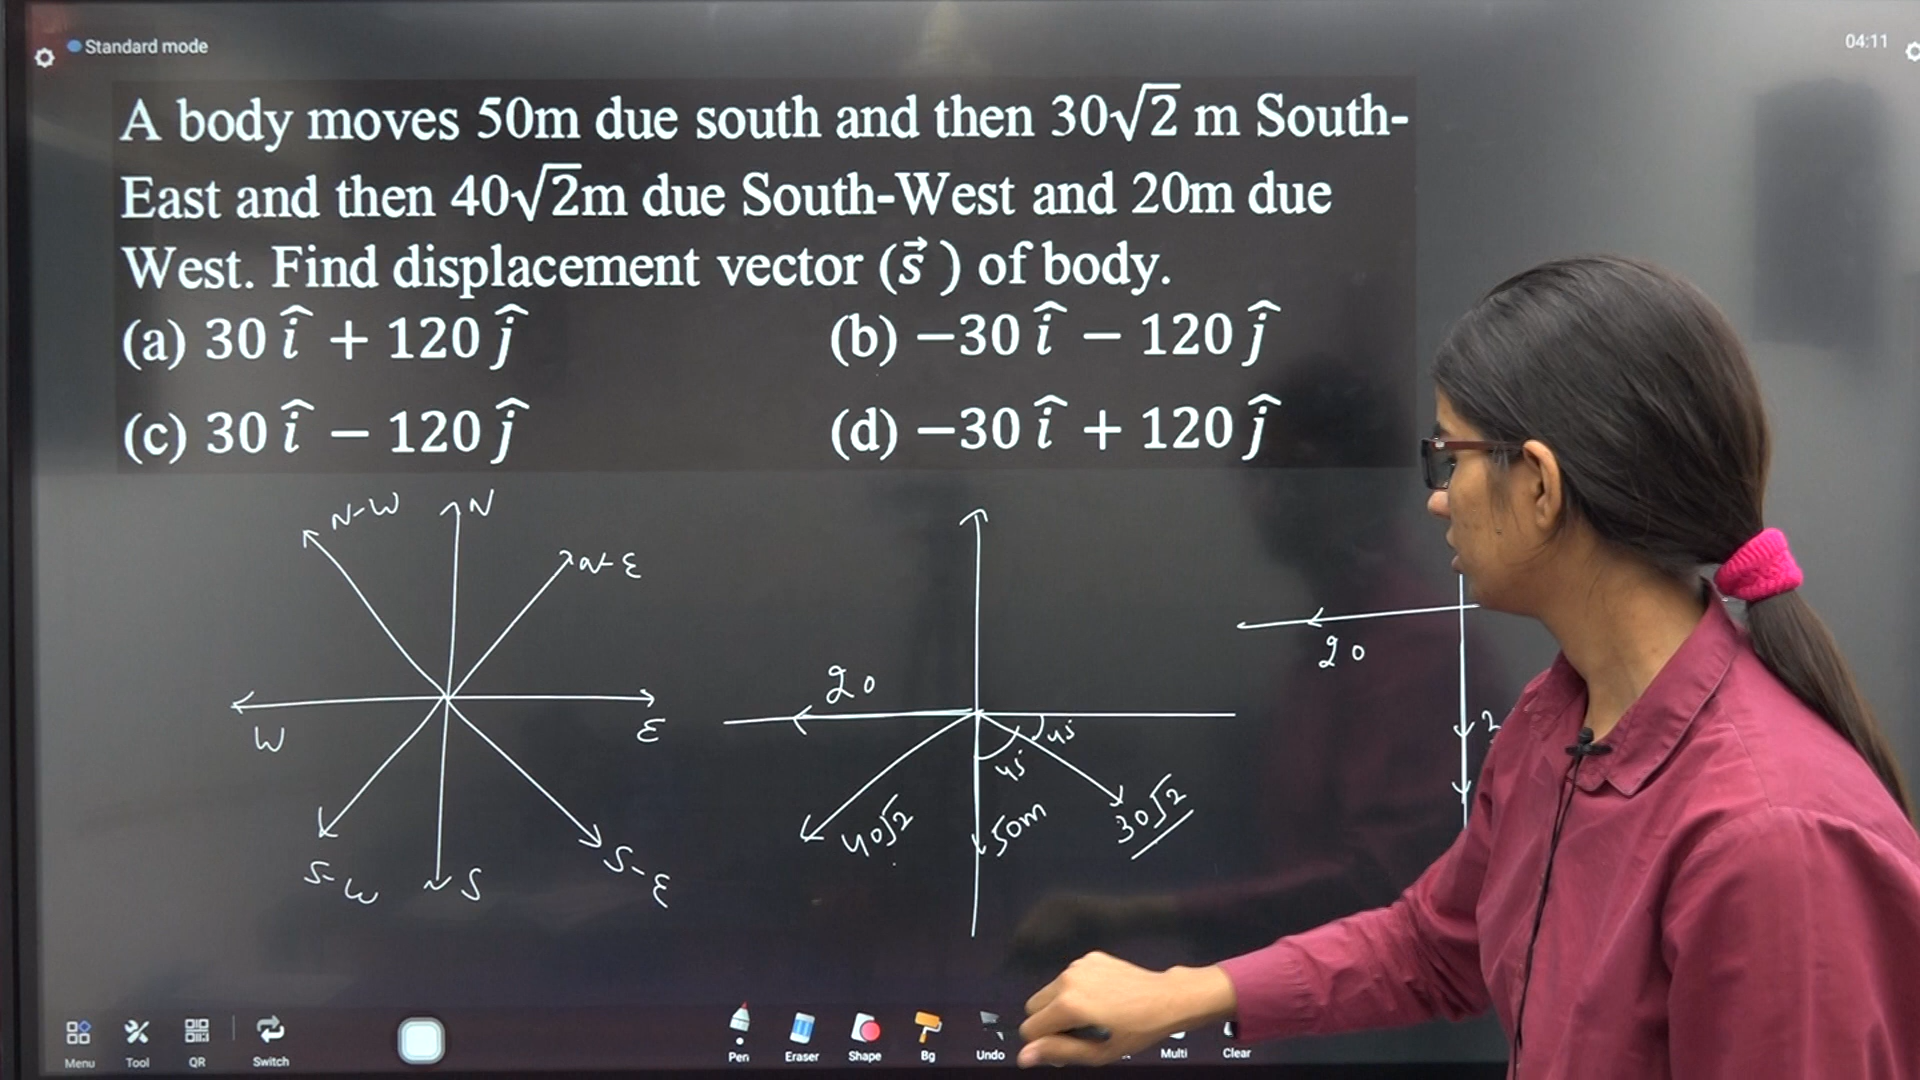 Standard mode
04:11
A body moves 50m due south and then 30√2 m South-
East and then 40√2m due South-West and 20m due
West. Find displacement vector (s⃗ ) of body.
(a) 30 î + 120 ĵ
(b) −30 î − 120 ĵ
(c) 30 î − 120 ĵ
(d) −30 î + 120 ĵ
N-W
N
N-E
W
E
S-W
S
S-E
20
45
45
40√2
50m
30√2
20
Menu
Tool
QR
Switch
Pen
Eraser
Shape
Bg
Undo
Multi
Clear